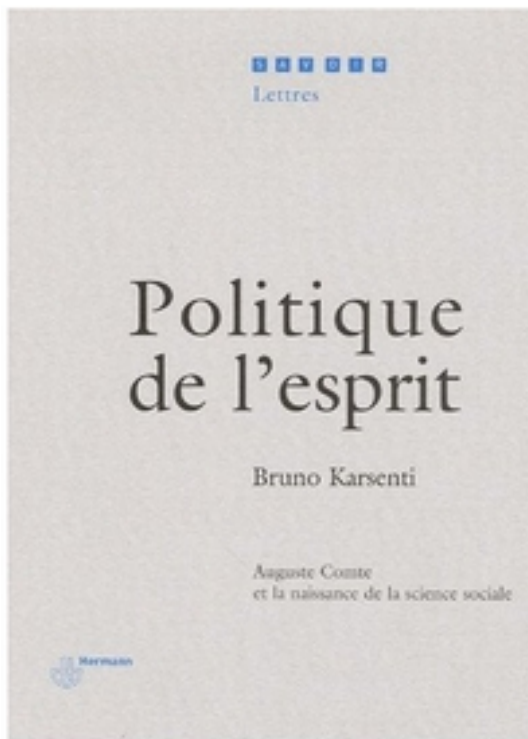 SAVOIR
Lettres
Politique
de l’esprit
Bruno Karsenti
Auguste Comte
et la naissance de la science sociale
Hermann